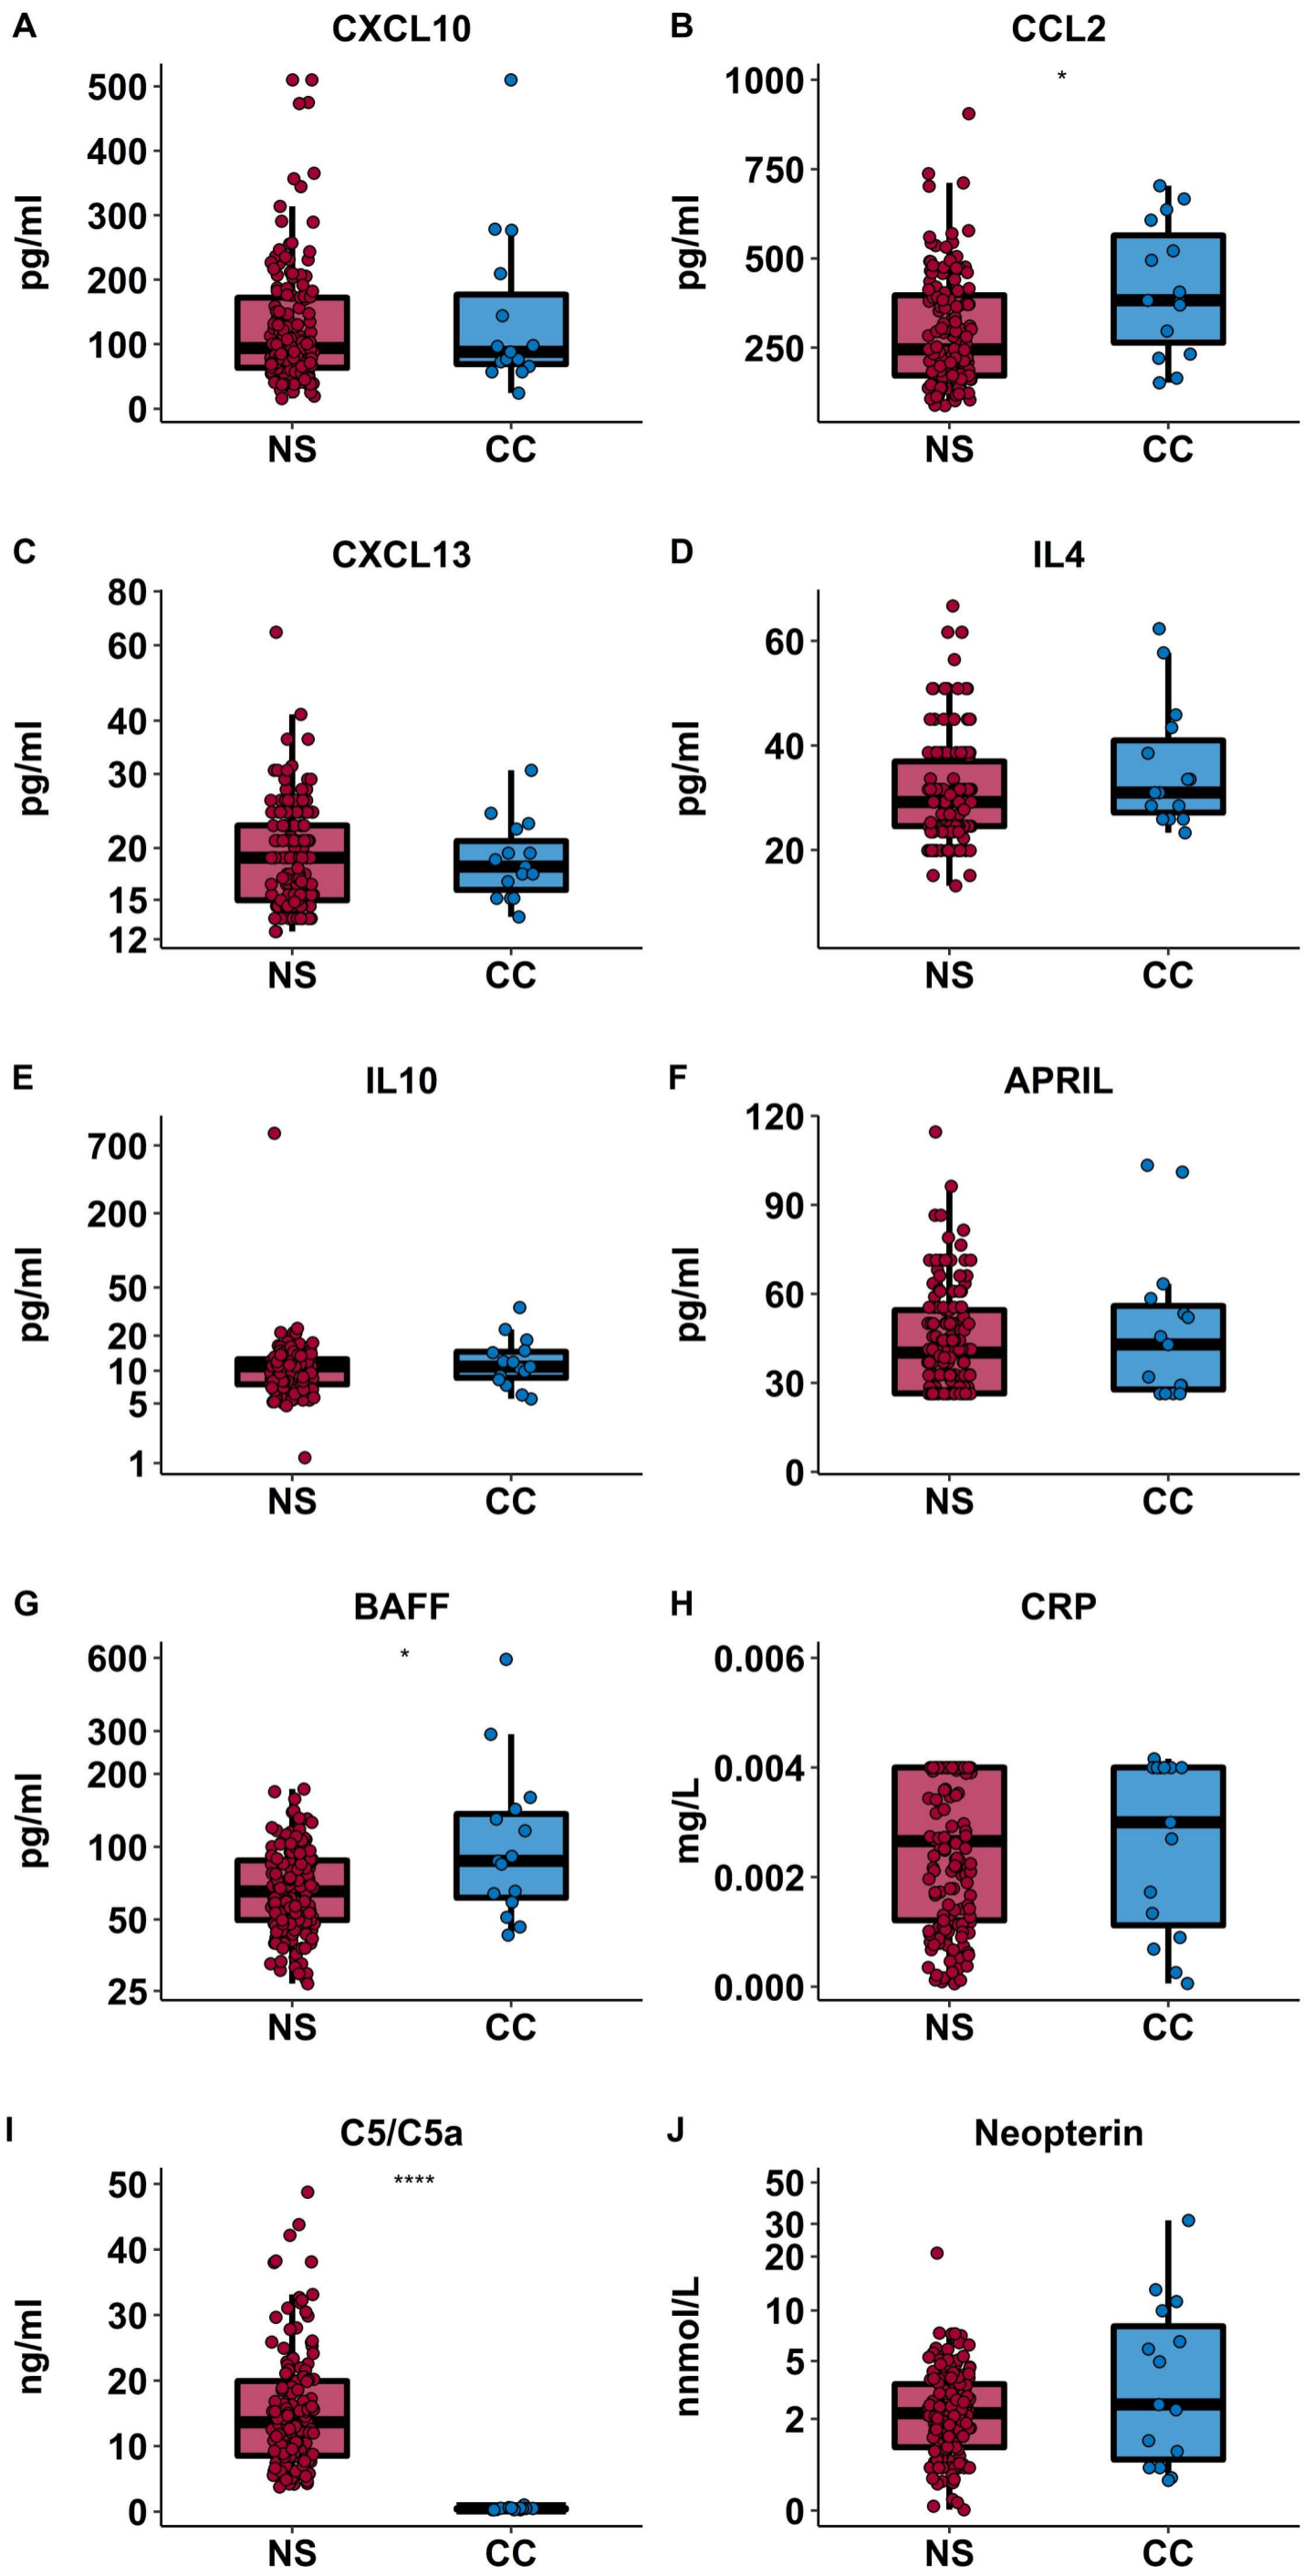 A CXCL10
500
400
300
200
100
0
pg/ml
NS CC
B CCL2
*
1000
750
500
250
pg/ml
NS CC
C CXCL13
80
60
40
30
20
15
12
pg/ml
NS CC
D IL4
60
40
20
pg/ml
NS CC
E IL10
700
200
50
20
10
5
1
pg/ml
NS CC
F APRIL
120
90
60
30
0
pg/ml
NS CC
G BAFF
*
600
300
200
100
50
25
pg/ml
NS CC
H CRP
0.006
0.004
0.002
0.000
mg/L
NS CC
I C5/C5a
****
50
40
30
20
10
0
ng/ml
NS CC
J Neopterin
50
30
20
10
5
2
0
nnmol/L
NS CC